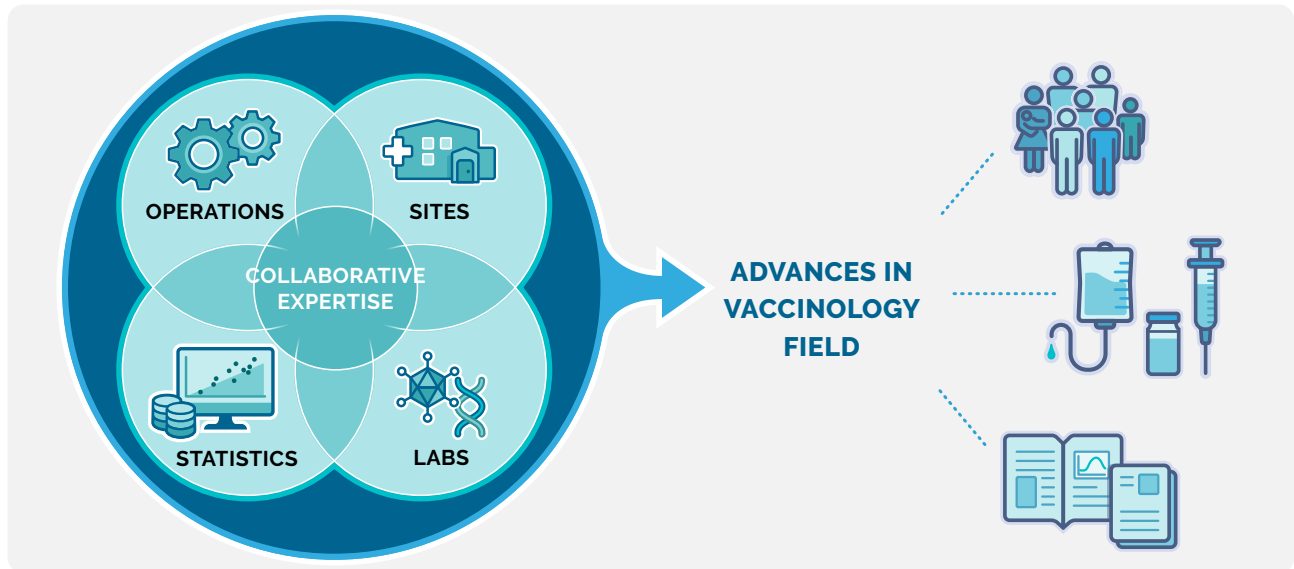 OPERATIONS
SITES
COLLABORATIVE
EXPERTISE
STATISTICS
LABS
ADVANCES IN
VACCINOLOGY
FIELD